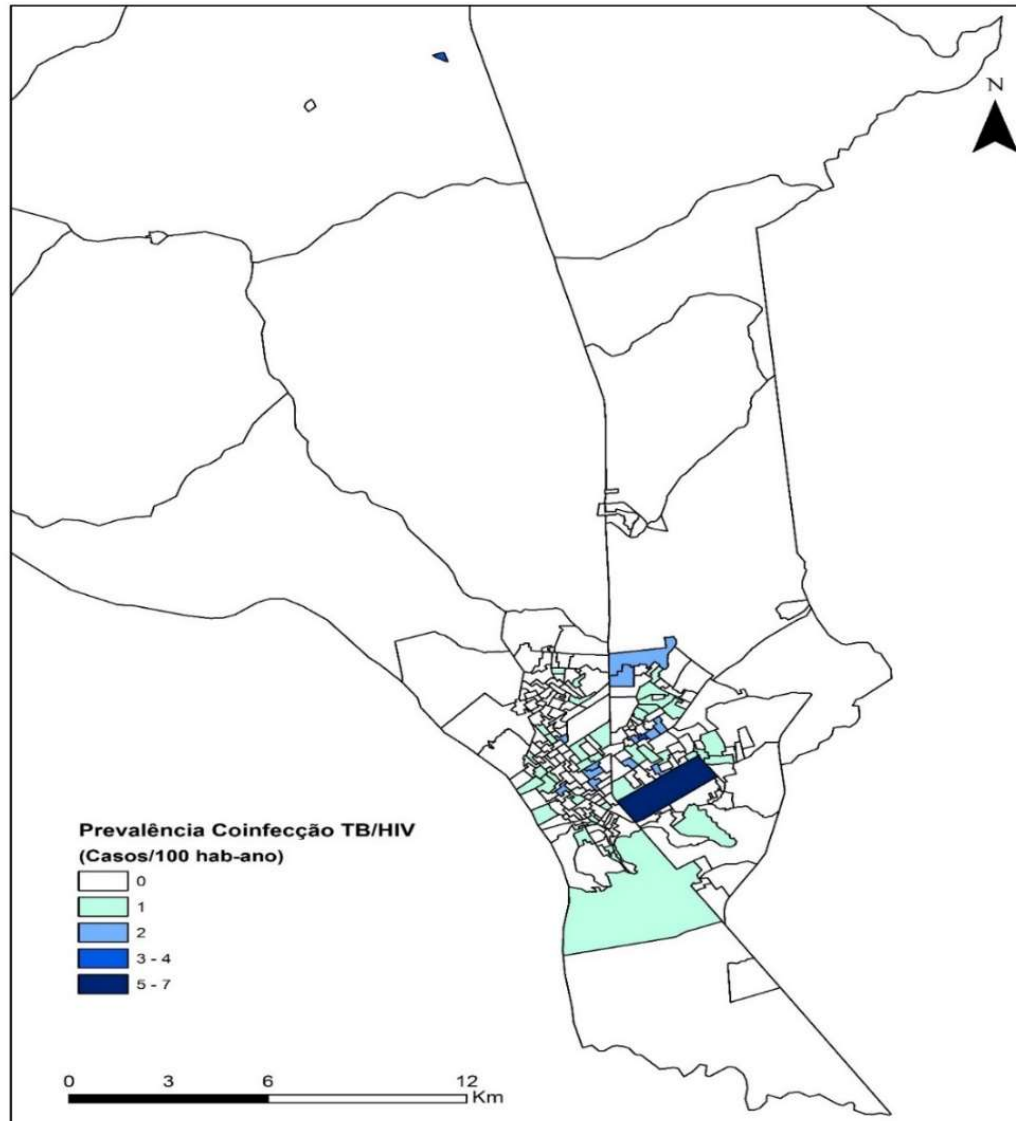 N
Prevalência Coinfecção TB/HIV
(Casos/100 hab-ano)
0
1
2
3 - 4
5 - 7
0 3 6 12
Km